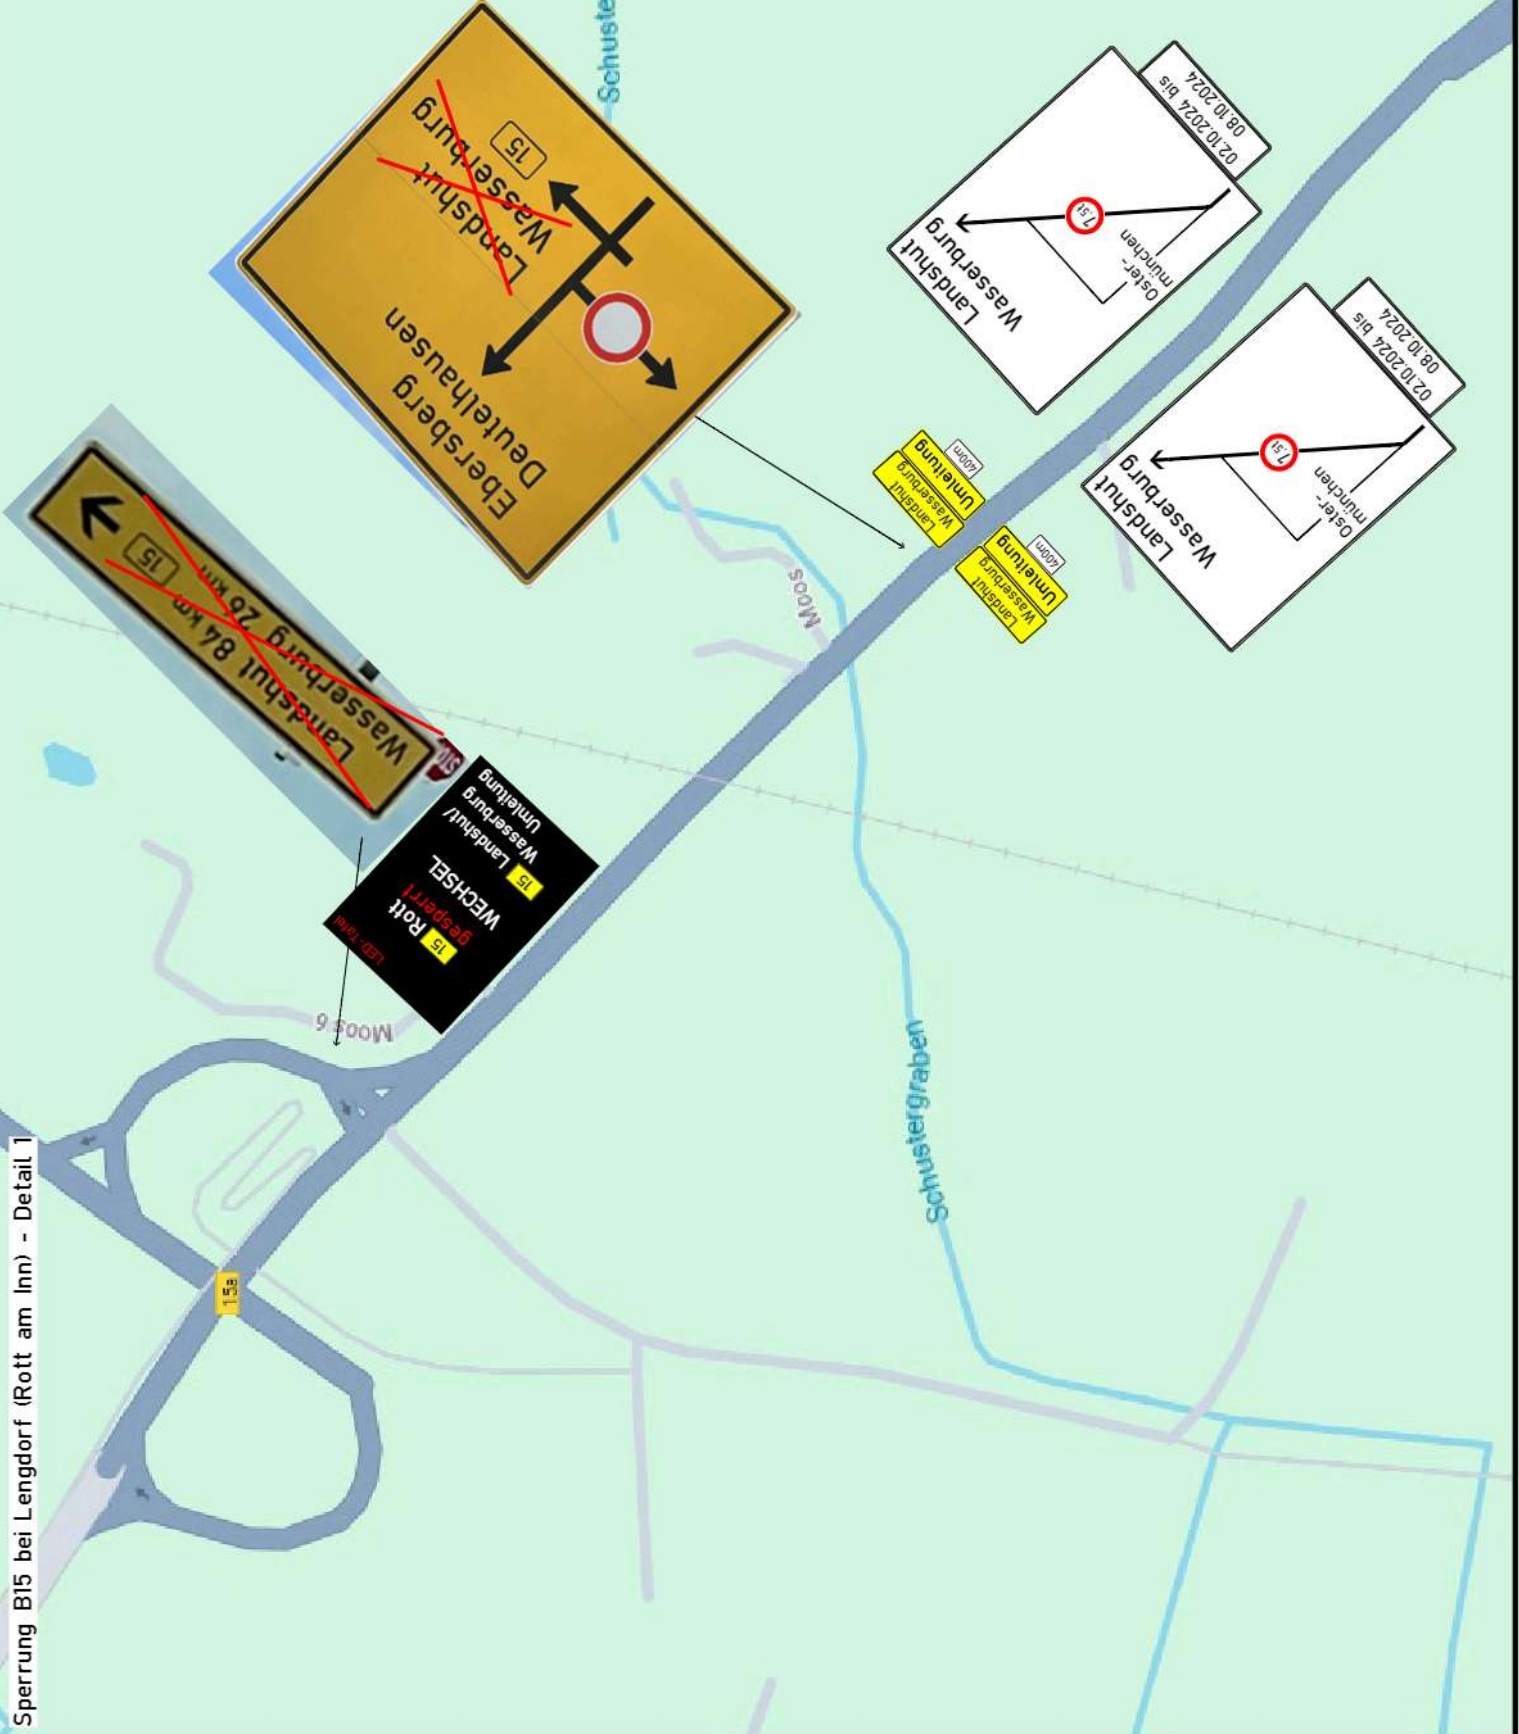 Sperrung B15 bei Lengdorf (Rott am Inn) - Detail 1
Schuste
Ebersberg
Deutelhausen
Landshut
Wasserburg
15
Landshut 84 km
Wasserburg 26 km
15
STO
LED-Tafel
15 Rott
gesperrt
WECHSEL
15 Landshut/
Wasserburg
Umleitung
Landshut
Wasserburg
7.5t
Oster-
münchen
02.10.2024 bis
08.10.2024
Landshut
Wasserburg
7.5t
Oster-
münchen
02.10.2024 bis
08.10.2024
Landshut
Wasserburg
Umleitung
400m
Landshut
Wasserburg
Umleitung
400m
Moos
Moos 6
Schustergraben
15a